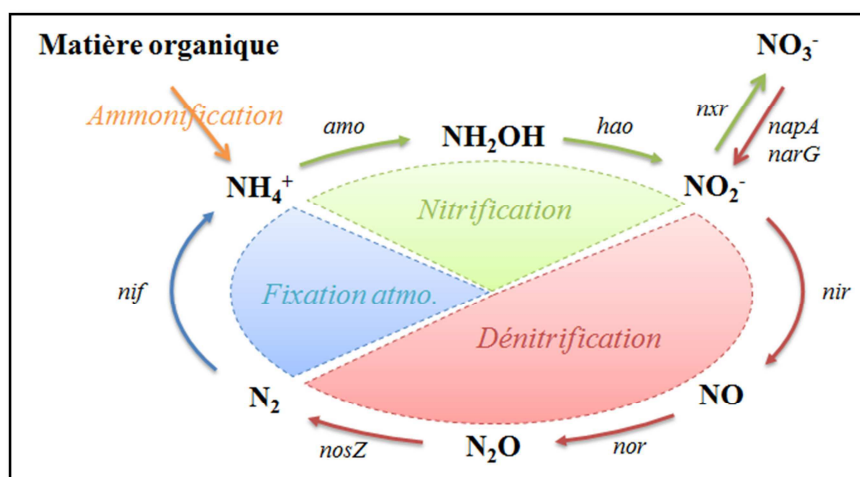 Matière organique
NO₃⁻
Ammonification
amo
NH₂OH
hao
nxr
napA
narG
NH₄⁺
NO₂⁻
Nitrification
nif
Fixation atmo.
nir
Dénitrification
N₂
NO
nosZ
N₂O
nor